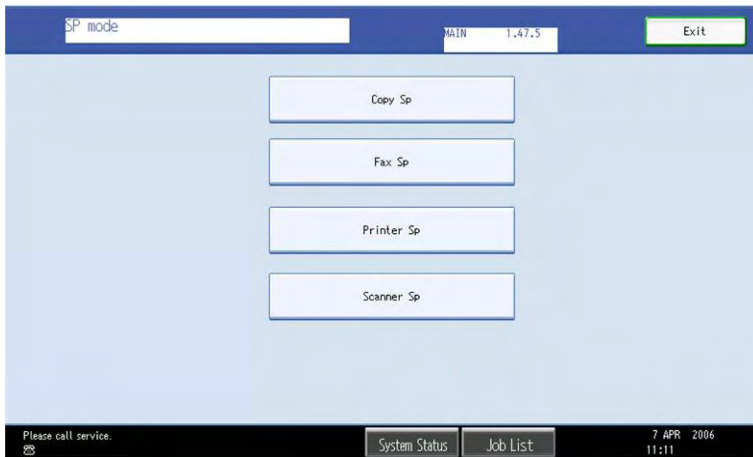 SP mode
MAIN 1.47.5
Exit
Copy Sp
Fax Sp
Printer Sp
Scanner Sp
Please call service.
System Status
Job List
7 APR 2006
11:11